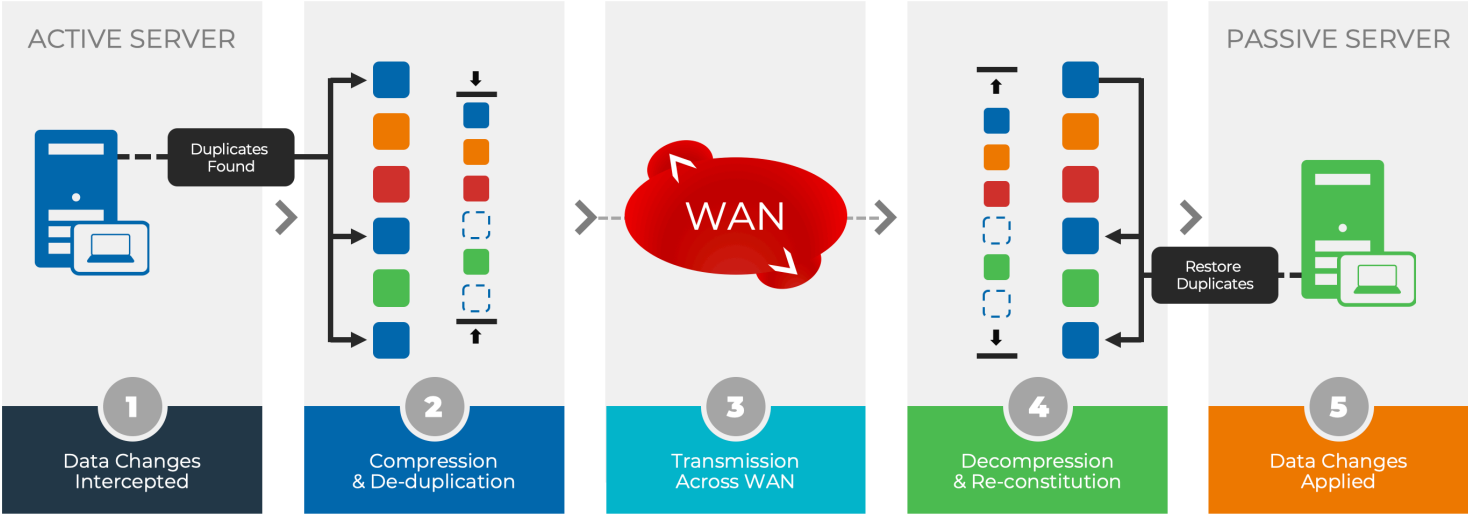 ACTIVE SERVER
PASSIVE SERVER
Duplicates
Found
WAN
Restore
Duplicates
1
Data Changes
Intercepted
2
Compression
& De-duplication
3
Transmission
Across WAN
4
Decompression
& Re-constitution
5
Data Changes
Applied